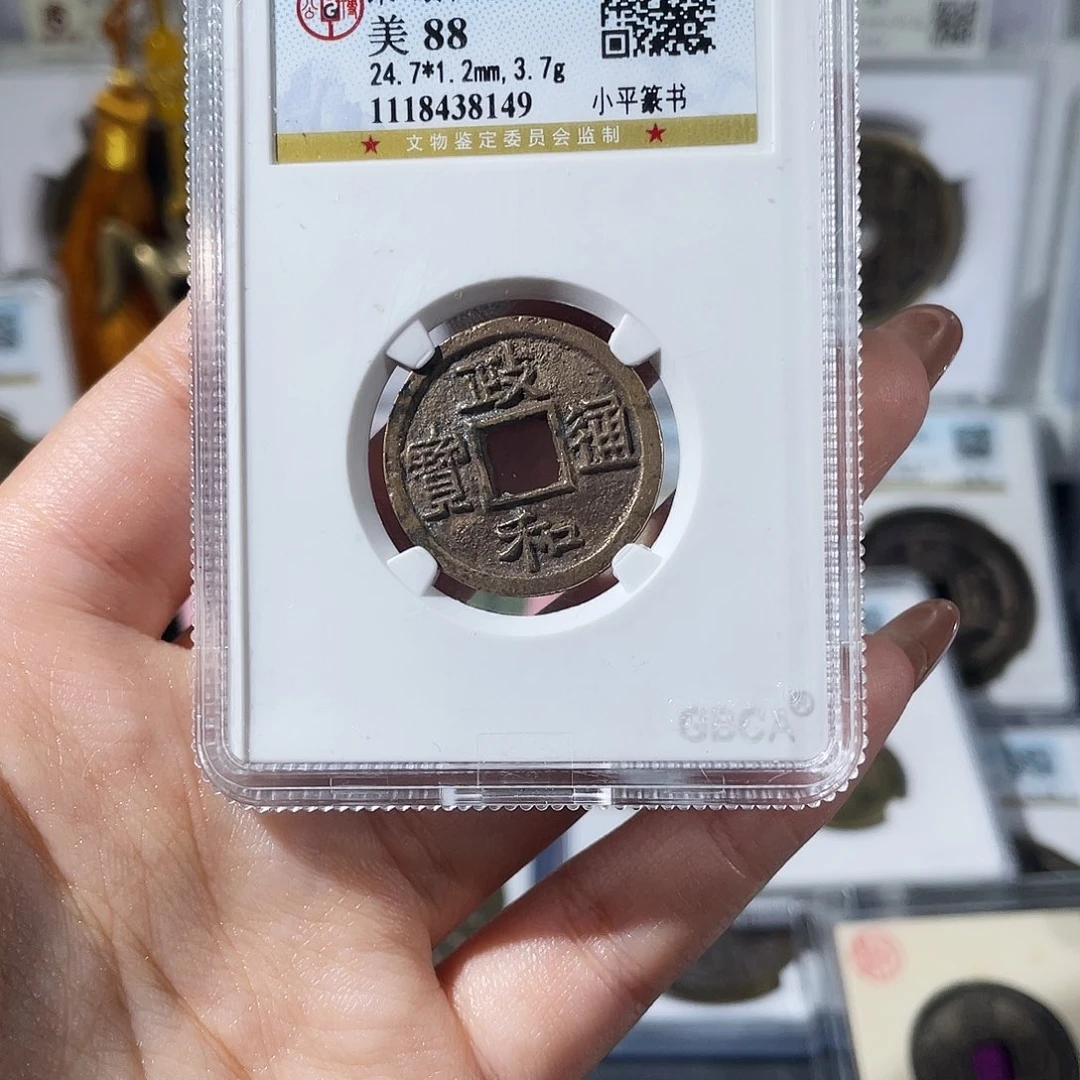 美 88
24.7*1.2mm, 3.7g
1118438149 小平篆书
★ 文物鉴定委员会监制 ★
政
通
和
寶
GBCA®